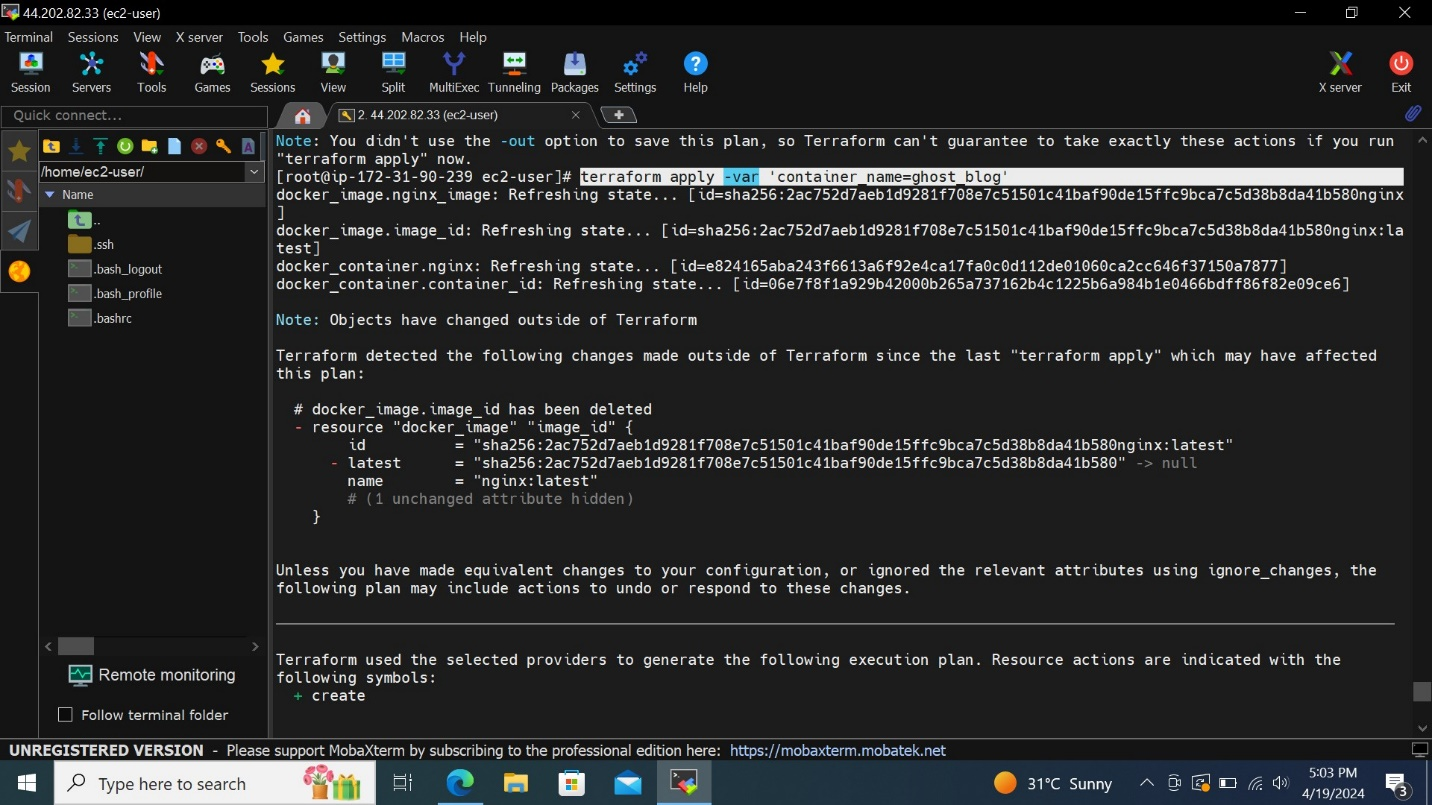 44.202.82.33 (ec2-user)
Terminal Sessions View X server Tools Games Settings Macros Help
Session Servers Tools Games Sessions View Split MultiExec Tunneling Packages Settings Help X server Exit
Quick connect...
2. 44.202.82.33 (ec2-user)
/home/ec2-user/
Name
..
.ssh
.bash_logout
.bash_profile
.bashrc
Remote monitoring
Follow terminal folder
Note: You didn't use the -out option to save this plan, so Terraform can't guarantee to take exactly these actions if you run
"terraform apply" now.
[root@ip-172-31-90-239 ec2-user]# terraform apply -var 'container_name=ghost_blog'
docker_image.nginx_image: Refreshing state... [id=sha256:2ac752d7aeb1d9281f708e7c51501c41baf90de15ffc9bca7c5d38b8da41b580nginx
]
docker_image.image_id: Refreshing state... [id=sha256:2ac752d7aeb1d9281f708e7c51501c41baf90de15ffc9bca7c5d38b8da41b580nginx:la
test]
docker_container.nginx: Refreshing state... [id=e824165aba243f6613a6f92e4ca17fa0c0d112de01060ca2cc646f37150a7877]
docker_container.container_id: Refreshing state... [id=06e7f8f1a929b42000b265a737162b4c1225b6a984b1e0466bdff86f82e09ce6]
Note: Objects have changed outside of Terraform
Terraform detected the following changes made outside of Terraform since the last "terraform apply" which may have affected
this plan:
# docker_image.image_id has been deleted
- resource "docker_image" "image_id" {
id = "sha256:2ac752d7aeb1d9281f708e7c51501c41baf90de15ffc9bca7c5d38b8da41b580nginx:latest"
- latest = "sha256:2ac752d7aeb1d9281f708e7c51501c41baf90de15ffc9bca7c5d38b8da41b580" -> null
name = "nginx:latest"
# (1 unchanged attribute hidden)
}
Unless you have made equivalent changes to your configuration, or ignored the relevant attributes using ignore_changes, the
following plan may include actions to undo or respond to these changes.
Terraform used the selected providers to generate the following execution plan. Resource actions are indicated with the
following symbols:
+ create
UNREGISTERED VERSION - Please support MobaXterm by subscribing to the professional edition here: https://mobaxterm.mobatek.net
Type here to search
31°C Sunny
5:03 PM
4/19/2024
3